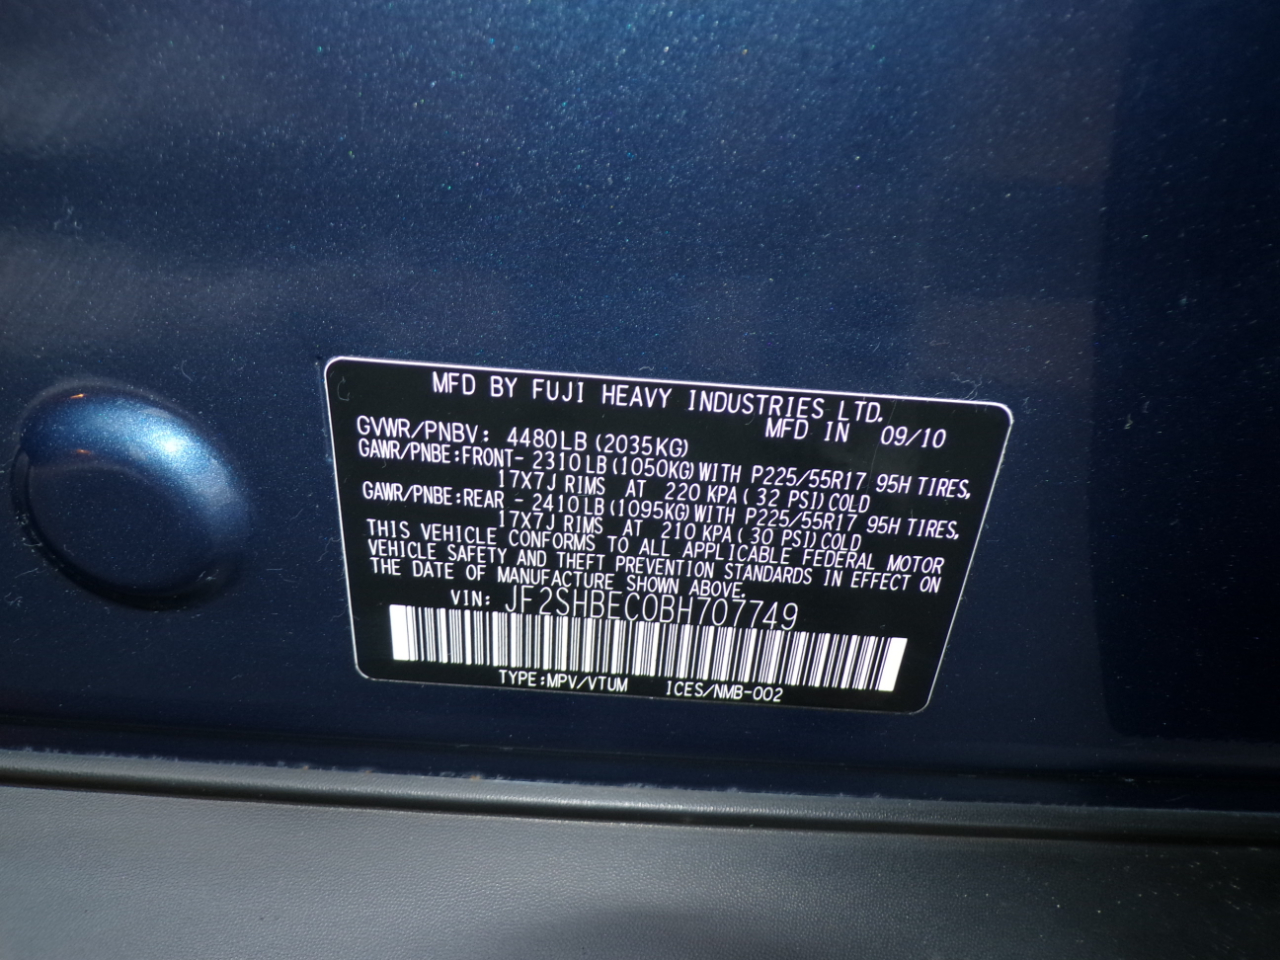 MFD BY FUJI HEAVY INDUSTRIES LTD.
MFD IN 09/10
GVWR/PNBV: 4480LB(2035KG)
GAWR/PNBE:FRONT-2310LB(1050KG)WITH P225/55R17 95H TIRES,
17X7J RIMS AT 220 KPA(32 PSI)COLD
GAWR/PNBE:REAR -2410LB(1095KG)WITH P225/55R17 95H TIRES,
17X7J RIMS AT 210 KPA(30 PSI)COLD
THIS VEHICLE CONFORMS TO ALL APPLICABLE FEDERAL MOTOR
VEHICLE SAFETY AND THEFT PREVENTION STANDARDS IN EFFECT ON
THE DATE OF MANUFACTURE SHOWN ABOVE.
VIN: JF2SHBEC0BH707749
TYPE:MPV/VTUM ICES/NMB-002